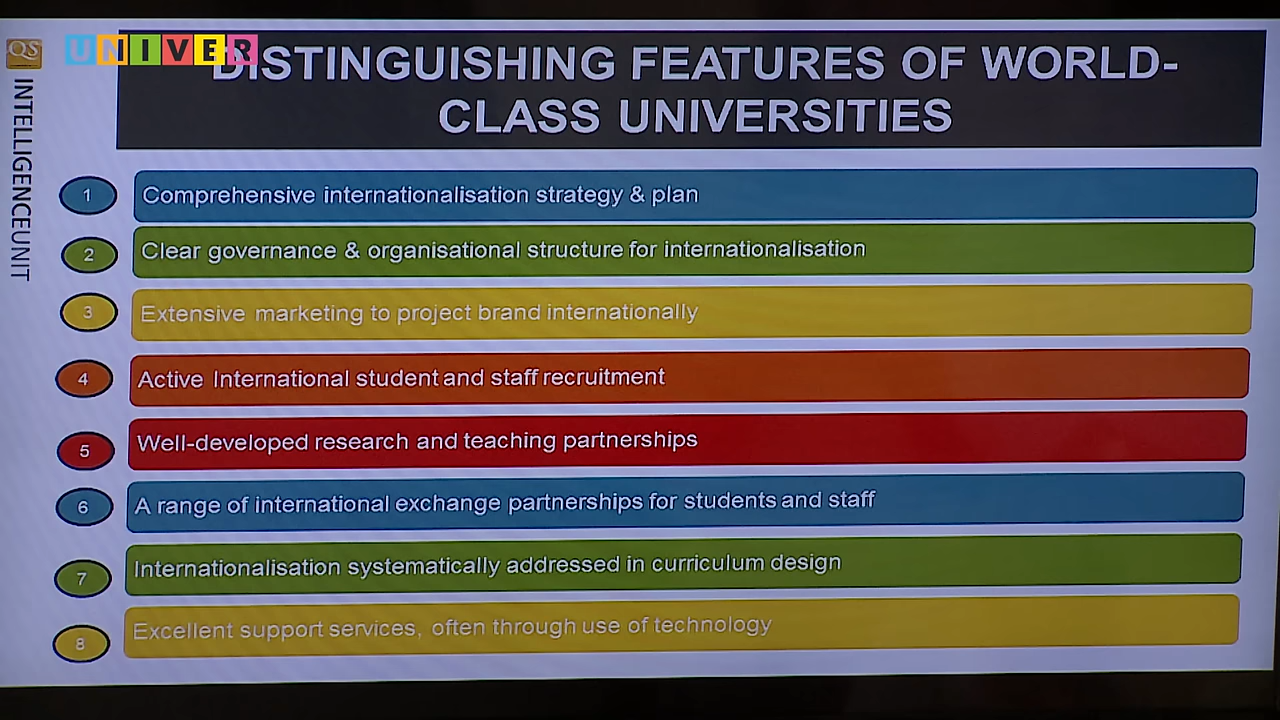 QS
UNIVER
INTELLIGENCEUNIT
DISTINGUISHING FEATURES OF WORLD-
CLASS UNIVERSITIES
1 Comprehensive internationalisation strategy & plan
2 Clear governance & organisational structure for internationalisation
3 Extensive marketing to project brand internationally
4 Active International student and staff recruitment
5 Well-developed research and teaching partnerships
6 A range of international exchange partnerships for students and staff
7 Internationalisation systematically addressed in curriculum design
8 Excellent support services, often through use of technology